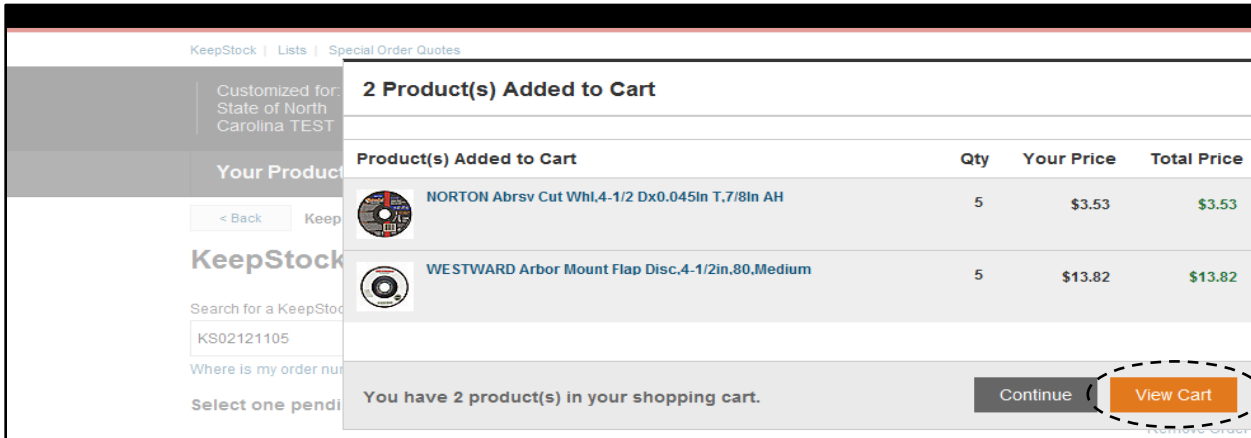 KeepStock | Lists | Special Order Quotes
Customized for:
State of North
Carolina TEST
Your Product
< Back Keep
KeepStock
Search for a KeepStoc
KS02121105
Where is my order nu
Select one pendi
2 Product(s) Added to Cart
Product(s) Added to Cart Qty Your Price Total Price
NORTON Abrsv Cut Whl,4-1/2 Dx0.045In T,7/8In AH 5 $3.53 $3.53
WESTWARD Arbor Mount Flap Disc,4-1/2in,80,Medium 5 $13.82 $13.82
You have 2 product(s) in your shopping cart.
Continue View Cart
Remove Order